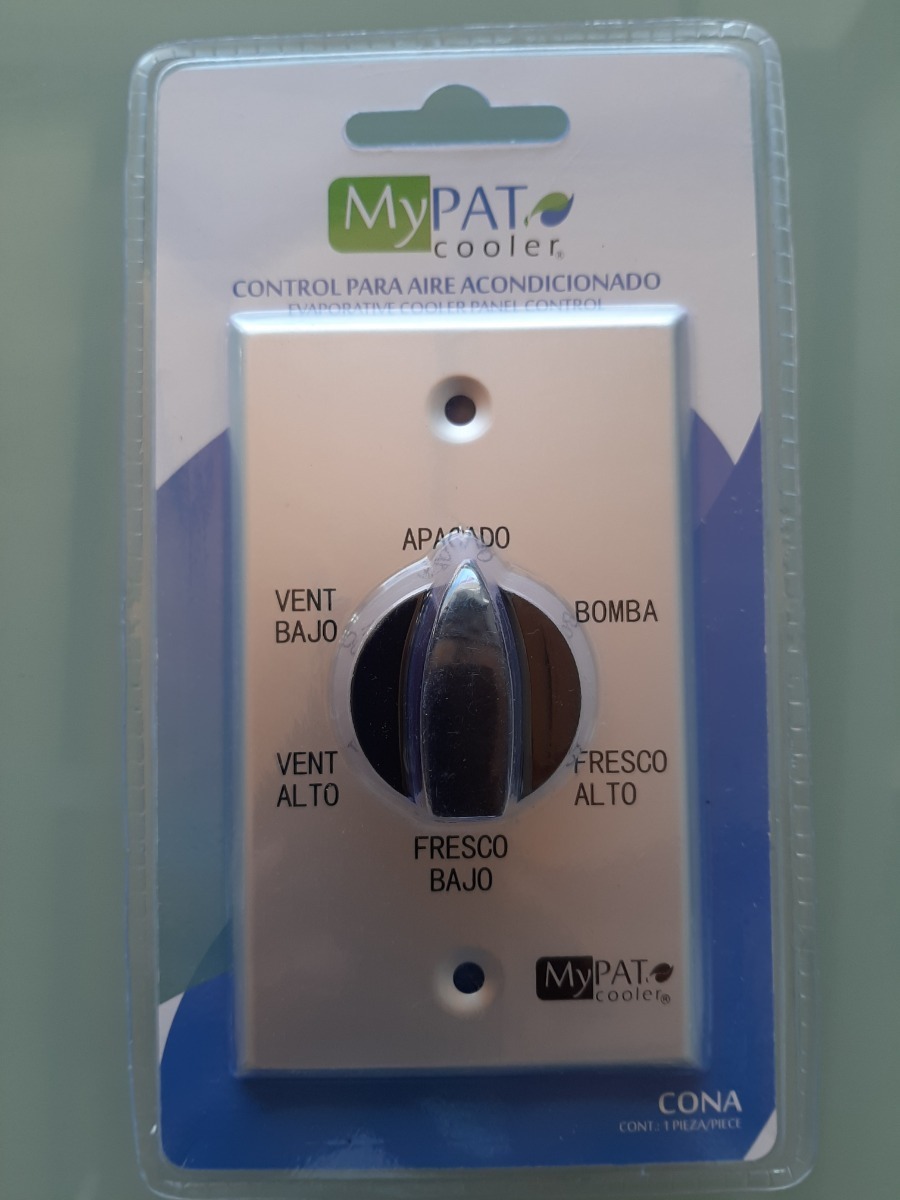 MyPAT
cooler®
CONTROL PARA AIRE ACONDICIONADO
EVAPORATIVE COOLER PANEL CONTROL
APAGADO
VENT
BAJO
BOMBA
VENT
ALTO
FRESCO
ALTO
FRESCO
BAJO
MyPAT
cooler®
CONA
CONT.: 1 PIEZA/PIECE